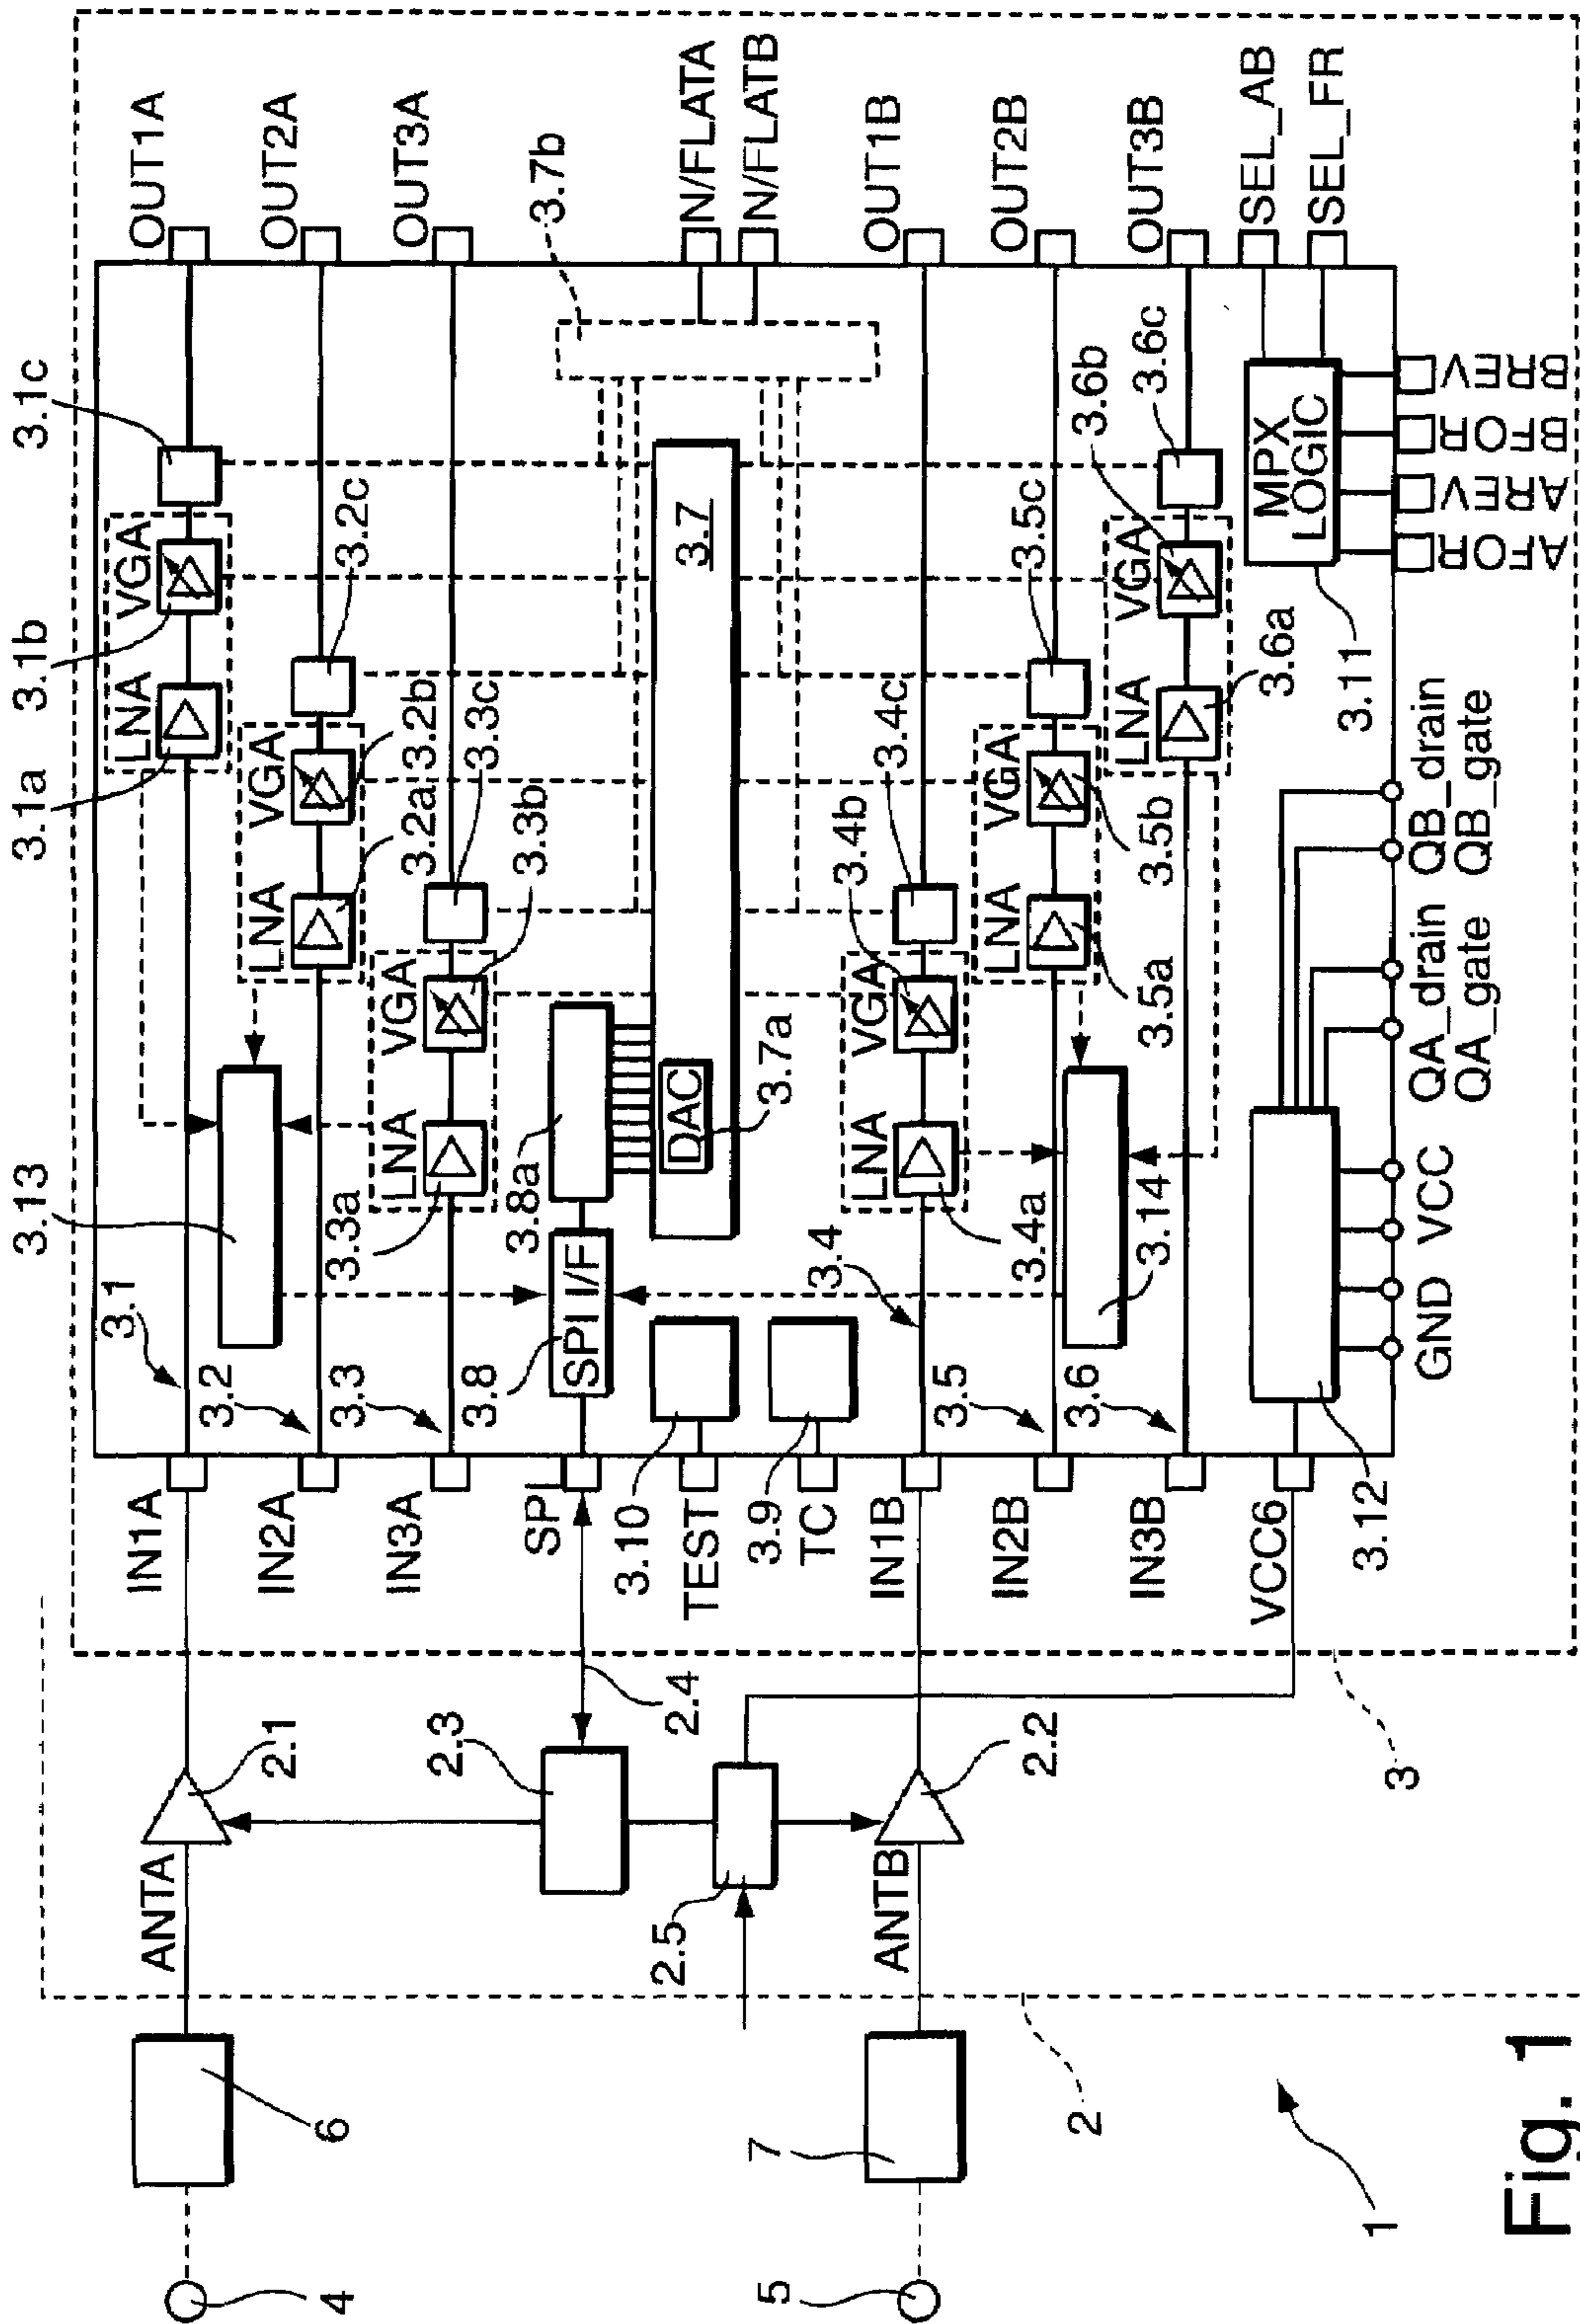 3.13
3.1a
3.1b
3.1c
3.1
LNA
VGA
IN1A
OUT1A
ANTA
2.1
6
4
3.2
LNA
VGA
3.2c
IN2A
OUT2A
3.2a
3.2b
3.3a
3.3
LNA
VGA
3.3c
IN3A
OUT3A
3.3b
3.8
3.8a
3.7b
SPI
SPI I/F
2.3
2.4
3.10
TEST
DAC
3.7
N/FLATA
3.7a
N/FLATB
2.5
3.9
TC
3.4
3.4b
3.4c
LNA
VGA
ANTB
IN1B
OUT1B
7
5
2.2
3.4a
3.5
LNA
VGA
3.5c
IN2B
OUT2B
3.14
3.5a
3.5b
3.6
LNA
VGA
3.6b
3.6c
IN3B
OUT3B
3.6a
VCC6
MPX
LOGIC
SEL_AB
SEL_FR
3.12
3.11
GND VCC
QA_drain
QA_gate
QB_drain
QB_gate
AFOR
AREV
BFOR
BREV
3
2
1
Fig. 1